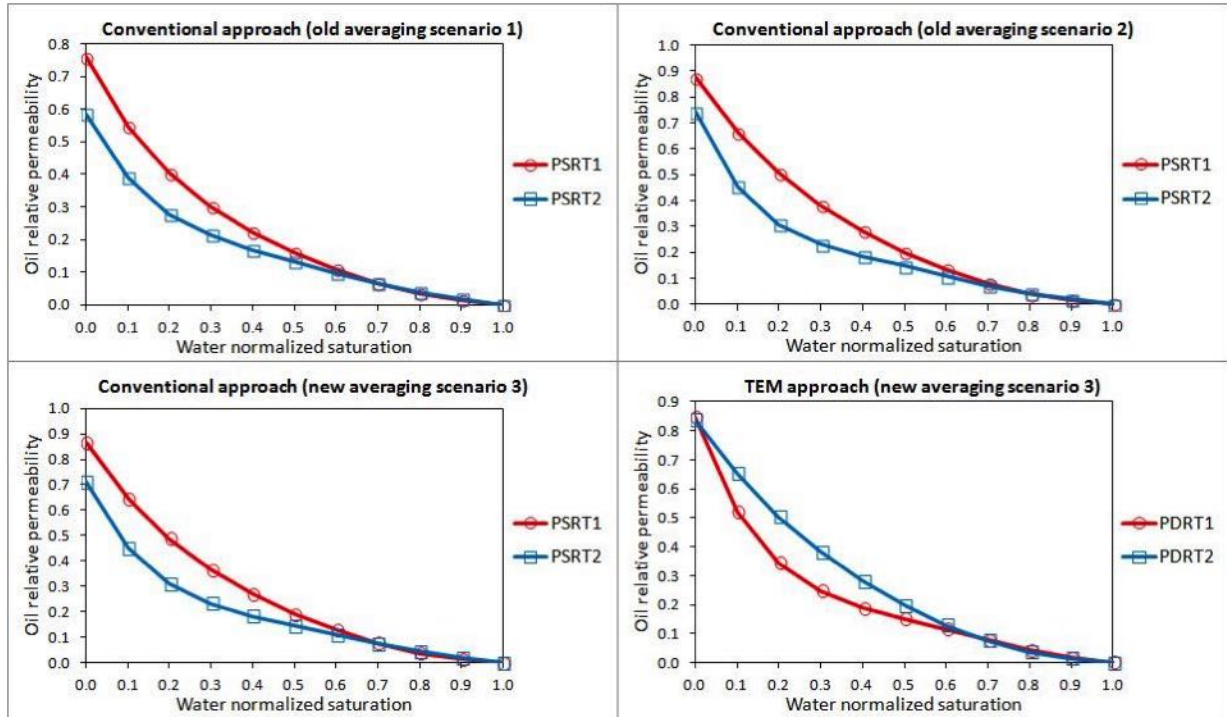 Conventional approach (old averaging scenario 1)
Oil relative permeability
0.8
0.7
0.6
0.5
0.4
0.3
0.2
0.1
0.0
0.0 0.1 0.2 0.3 0.4 0.5 0.6 0.7 0.8 0.9 1.0
Water normalized saturation
PSRT1
PSRT2
Conventional approach (old averaging scenario 2)
Oil relative permeability
1.0
0.9
0.8
0.7
0.6
0.5
0.4
0.3
0.2
0.1
0.0
0.0 0.1 0.2 0.3 0.4 0.5 0.6 0.7 0.8 0.9 1.0
Water normalized saturation
PSRT1
PSRT2
Conventional approach (new averaging scenario 3)
Oil relative permeability
1.0
0.9
0.8
0.7
0.6
0.5
0.4
0.3
0.2
0.1
0.0
0.0 0.1 0.2 0.3 0.4 0.5 0.6 0.7 0.8 0.9 1.0
Water normalized saturation
PSRT1
PSRT2
TEM approach (new averaging scenario 3)
Oil relative permeability
0.9
0.8
0.7
0.6
0.5
0.4
0.3
0.2
0.1
0.0
0.0 0.1 0.2 0.3 0.4 0.5 0.6 0.7 0.8 0.9 1.0
Water normalized saturation
PDRT1
PDRT2